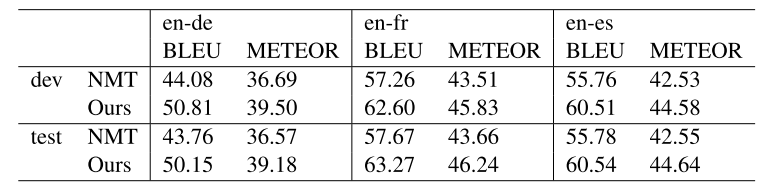 en-de en-fr en-es
BLEU METEOR BLEU METEOR BLEU METEOR
dev NMT 44.08 36.69 57.26 43.51 55.76 42.53
Ours 50.81 39.50 62.60 45.83 60.51 44.58
test NMT 43.76 36.57 57.67 43.66 55.78 42.55
Ours 50.15 39.18 63.27 46.24 60.54 44.64